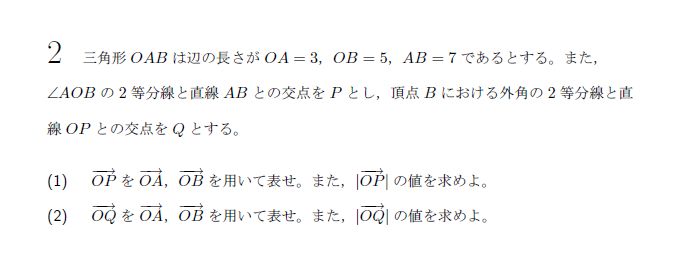 2 三角形 OAB は辺の長さが OA = 3，OB = 5，AB = 7 であるとする。また，
∠AOB の 2 等分線と直線 AB との交点を P とし，頂点 B における外角の 2 等分線と直
線 OP との交点を Q とする。
(1) $\overrightarrow{OP}$ を $\overrightarrow{OA}$，$\overrightarrow{OB}$ を用いて表せ。また，$|\overrightarrow{OP}|$ の値を求めよ。
(2) $\overrightarrow{OQ}$ を $\overrightarrow{OA}$，$\overrightarrow{OB}$ を用いて表せ。また，$|\overrightarrow{OQ}|$ の値を求めよ。